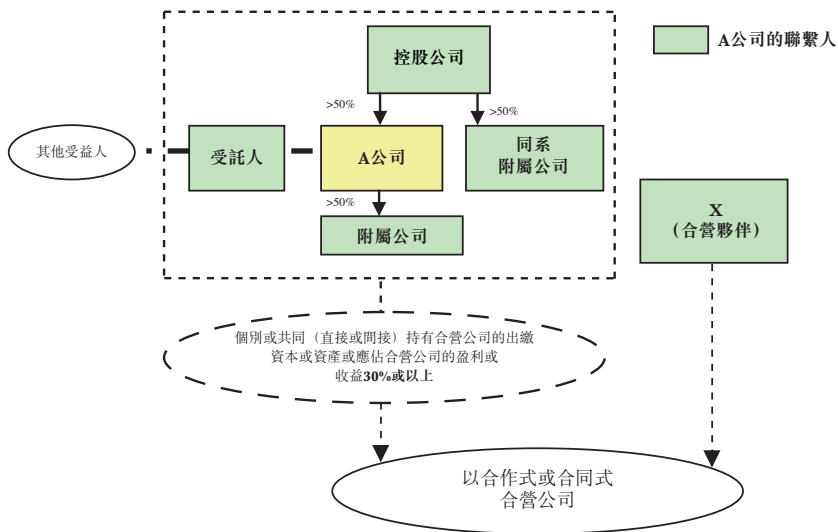 控股公司
A公司的聯繫人
>50%
>50%
其他受益人
受託人
A公司
同系
附屬公司
>50%
附屬公司
X
（合營夥伴）
個別或共同（直接或間接）持有合營公司的出繳
資本或資產或應佔合營公司的盈利或
收益30%或以上
以合作式或合同式
合營公司